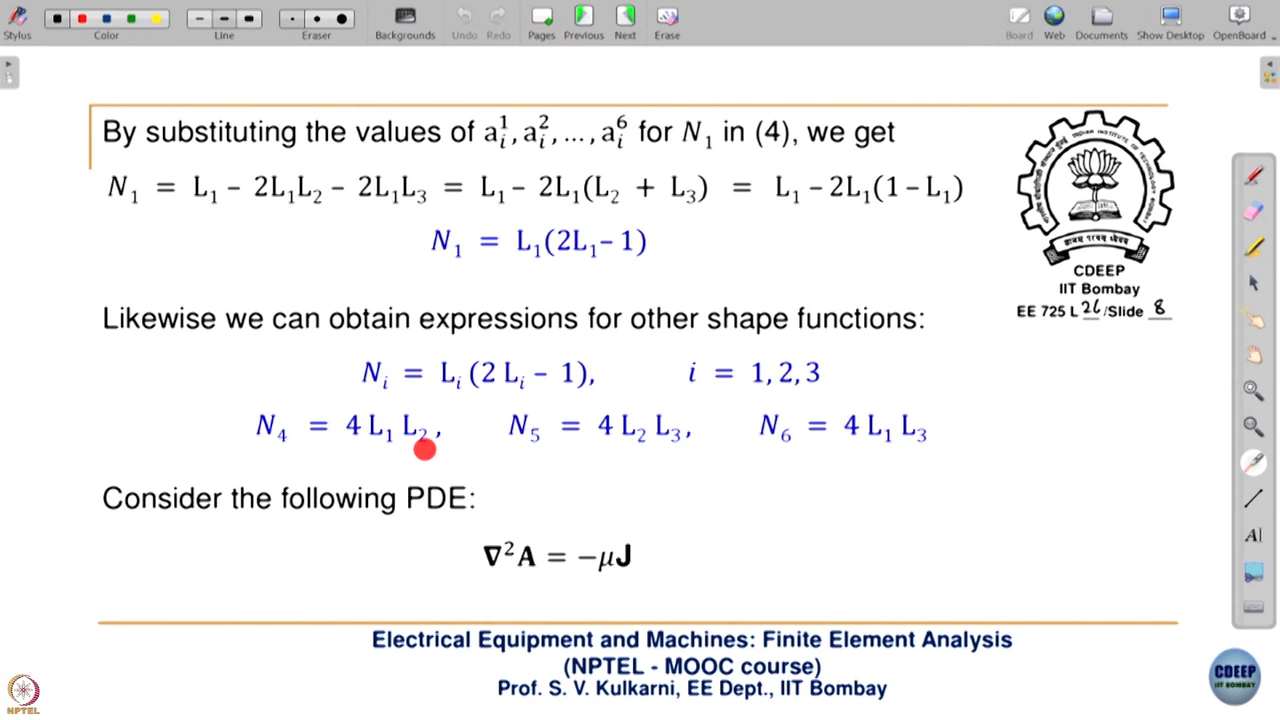 Stylus
Color
Line
Eraser
Backgrounds
Undo Redo
Pages
Previous
Next
Erase
Board
Web
Documents
Show Desktop
OpenBoard
By substituting the values of a_i^1, a_i^2, ..., a_i^6 for N_1 in (4), we get
N_1 = L_1 − 2L_1L_2 − 2L_1L_3 = L_1 − 2L_1(L_2 + L_3) = L_1 − 2L_1(1 − L_1)
N_1 = L_1(2L_1 − 1)
CDEEP
IIT Bombay
EE 725 L 26 /Slide 8
Likewise we can obtain expressions for other shape functions:
N_i = L_i (2 L_i − 1), i = 1, 2, 3
N_4 = 4 L_1 L_2, N_5 = 4 L_2 L_3, N_6 = 4 L_1 L_3
Consider the following PDE:
∇²A = −μJ
Electrical Equipment and Machines: Finite Element Analysis
(NPTEL - MOOC course)
Prof. S. V. Kulkarni, EE Dept., IIT Bombay
NPTEL
CDEEP
IIT BOMBAY